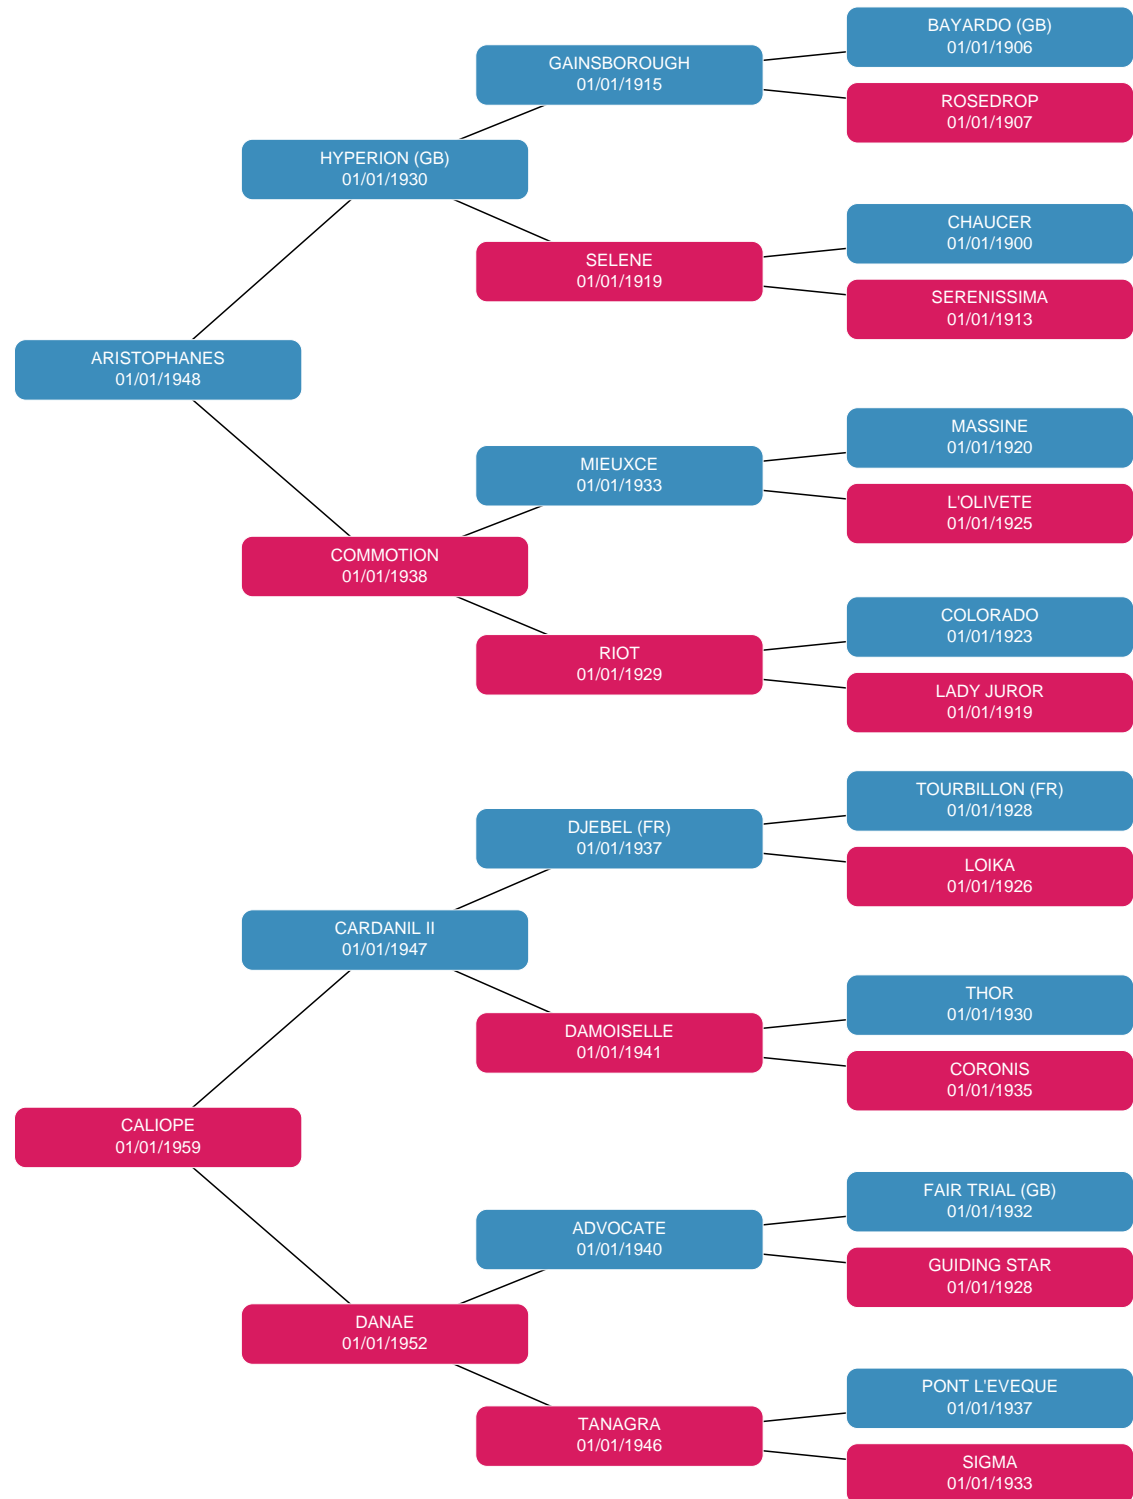 BAYARDO (GB)
01/01/1906
GAINSBOROUGH
01/01/1915
ROSEDROP
01/01/1907
HYPERION (GB)
01/01/1930
CHAUCER
01/01/1900
SELENE
01/01/1919
SERENISSIMA
01/01/1913
ARISTOPHANES
01/01/1948
MASSINE
01/01/1920
MIEUXCE
01/01/1933
L'OLIVETE
01/01/1925
COMMOTION
01/01/1938
COLORADO
01/01/1923
RIOT
01/01/1929
LADY JUROR
01/01/1919
TOURBILLON (FR)
01/01/1928
DJEBEL (FR)
01/01/1937
LOIKA
01/01/1926
CARDANIL II
01/01/1947
THOR
01/01/1930
DAMOISELLE
01/01/1941
CORONIS
01/01/1935
CALIOPE
01/01/1959
FAIR TRIAL (GB)
01/01/1932
ADVOCATE
01/01/1940
GUIDING STAR
01/01/1928
DANAE
01/01/1952
PONT L'EVEQUE
01/01/1937
TANAGRA
01/01/1946
SIGMA
01/01/1933